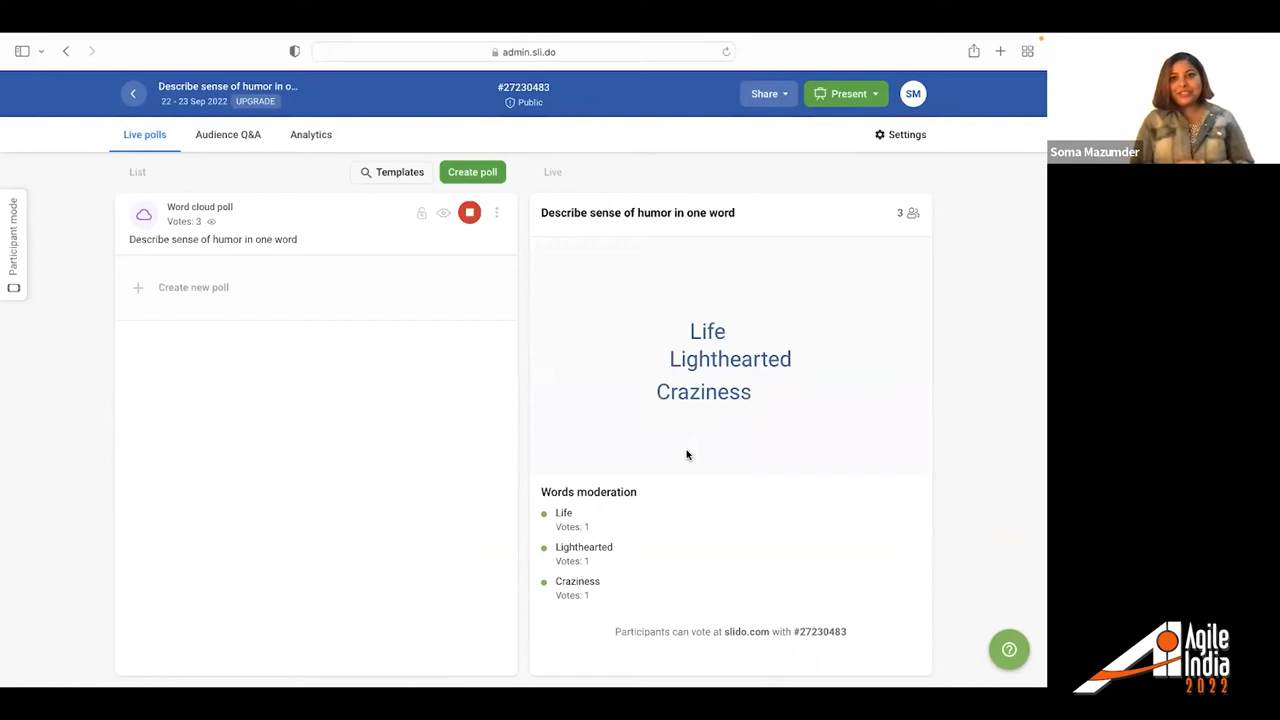 admin.sli.do
Describe sense of humor in o...
22 - 23 Sep 2022 UPGRADE
#27230483
Public
Share
Present
SM
Live polls
Audience Q&A
Analytics
Settings
Soma Mazumder
List
Templates
Create poll
Live
Participant mode
Word cloud poll
Votes: 3
Describe sense of humor in one word
Create new poll
Describe sense of humor in one word
3
Life
Lighthearted
Craziness
Words moderation
Life
Votes: 1
Lighthearted
Votes: 1
Craziness
Votes: 1
Participants can vote at slido.com with #27230483
Agile
India
2022